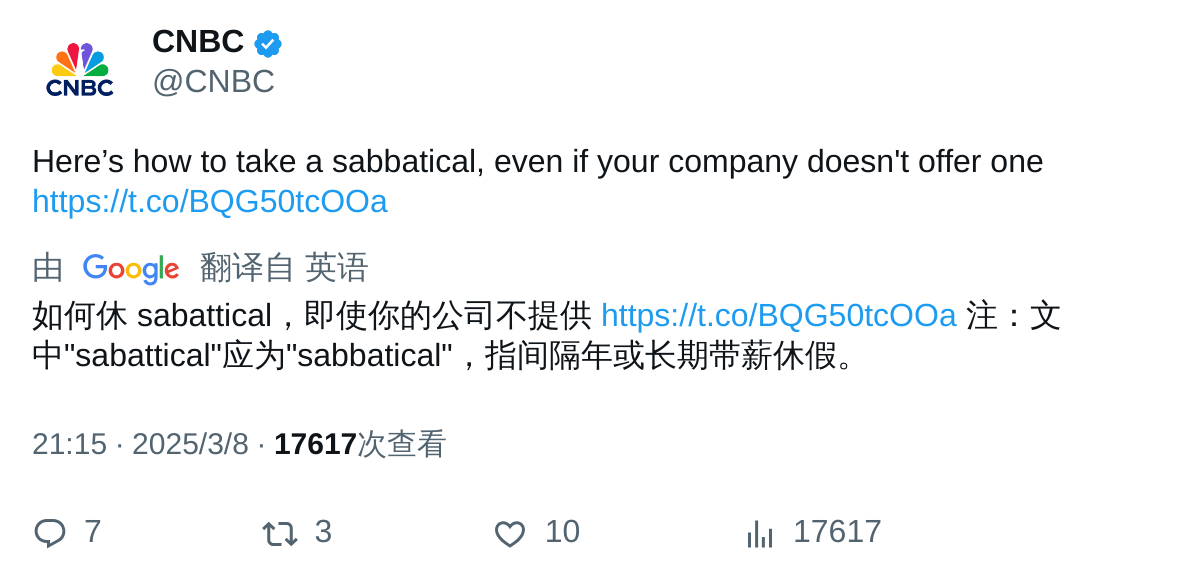 CNBC
CNBC
@CNBC
Here’s how to take a sabbatical, even if your company doesn't offer one
https://t.co/BQG50tcOOa
由 Google 翻译自 英语
如何休 sabattical，即使你的公司不提供 https://t.co/BQG50tcOOa 注：文
中"sabattical"应为"sabbatical"，指间隔年或长期带薪休假。
21:15 · 2025/3/8 · 17617次查看
7 3 10 17617